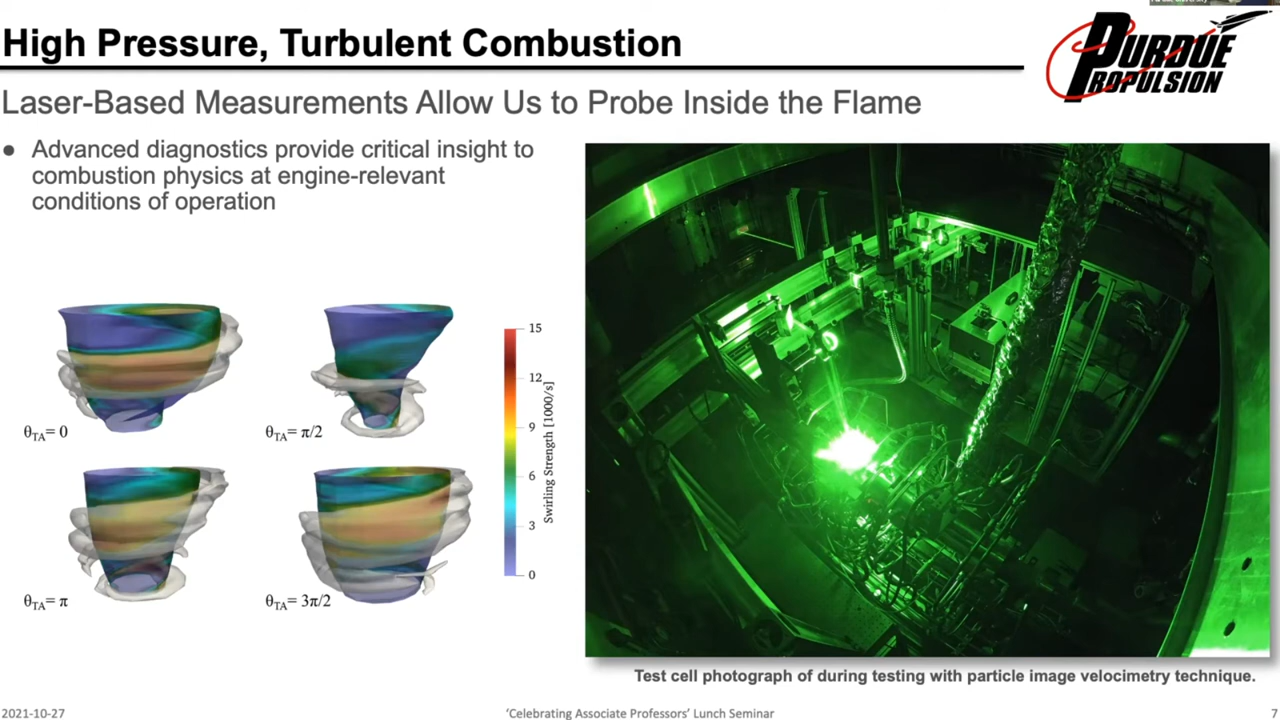 High Pressure, Turbulent Combustion
PURDUE
PROPULSION
Laser-Based Measurements Allow Us to Probe Inside the Flame
● Advanced diagnostics provide critical insight to
combustion physics at engine-relevant
conditions of operation
θTA= 0
θTA= π/2
θTA= π
θTA= 3π/2
15
12
9
6
3
0
Swirling Strength [1000/s]
Test cell photograph of during testing with particle image velocimetry technique.
2021-10-27
‘Celebrating Associate Professors’ Lunch Seminar
7